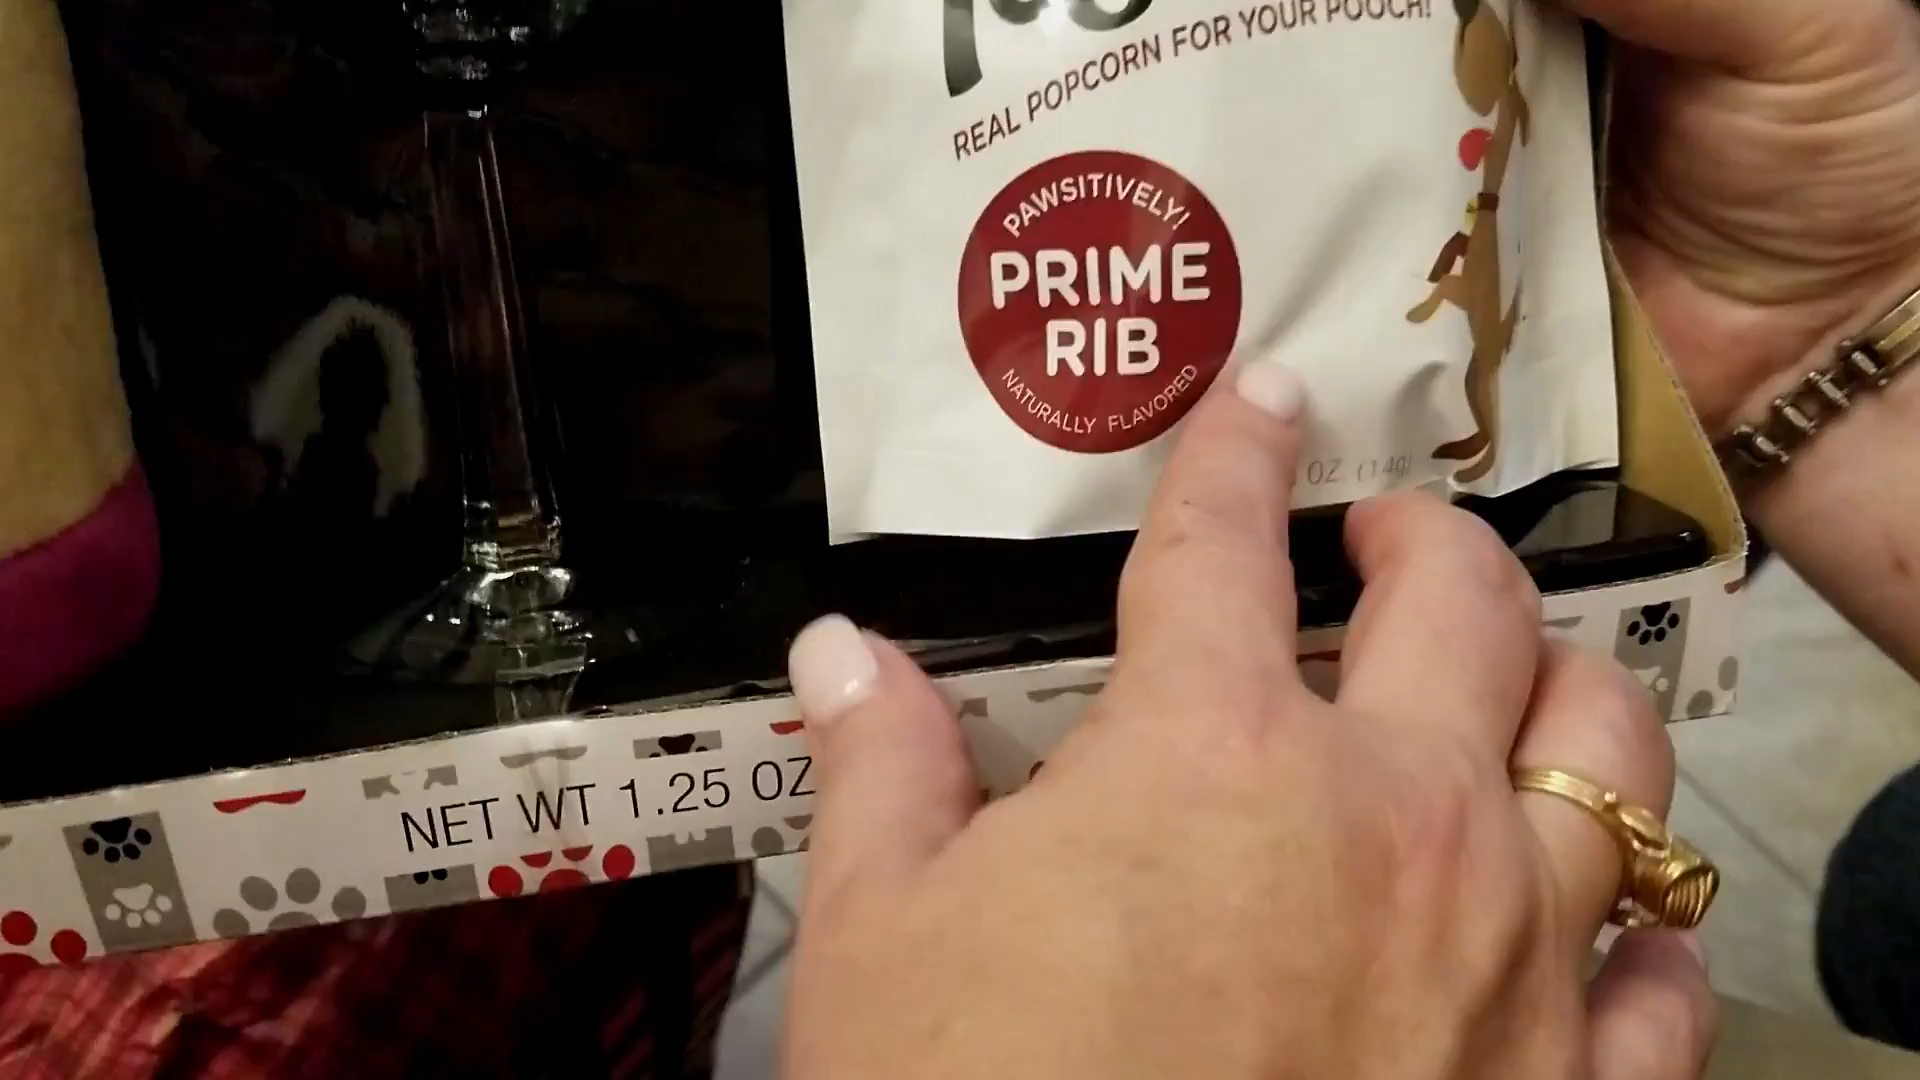 REAL POPCORN FOR YOUR POOCH!
PAWSITIVELY!
PRIME
RIB
NATURALLY FLAVORED
OZ. (14g)
NET WT 1.25 OZ